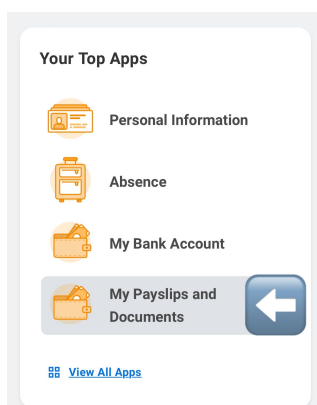 Your Top Apps
Personal Information
Absence
My Bank Account
My Payslips and
Documents
View All Apps